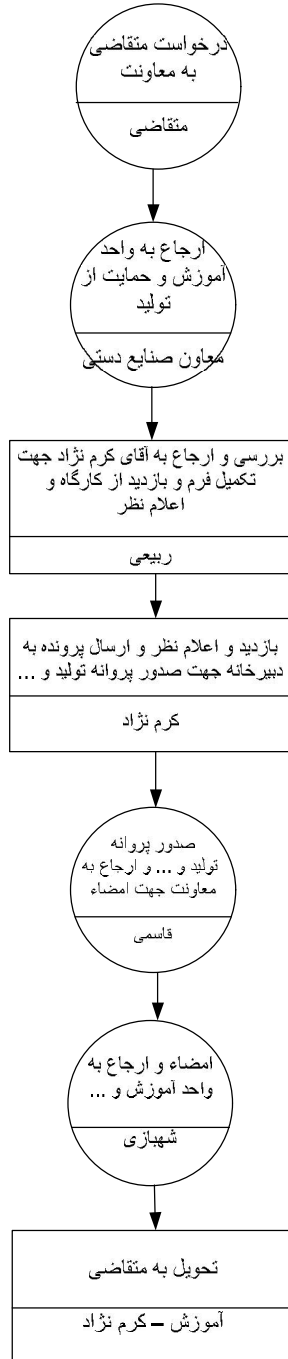 درخواست متقاضی
به معاونت
متقاضی
ارجاع به واحد
آموزش و حمایت از
تولید
معاون صنایع دستی
بررسی و ارجاع به آقای کرم نژاد جهت
تکمیل فرم و بازدید از کارگاه و
اعلام نظر
ربیعی
بازدید و اعلام نظر و ارسال پرونده به
دبیرخانه جهت صدور پروانه تولید و ...
کرم نژاد
صدور پروانه
تولید و ... و ارجاع به
معاونت جهت امضاء
قاسمی
امضاء و ارجاع به
واحد آموزش و ...
شهبازی
تحویل به متقاضی
آموزش – کرم نژاد